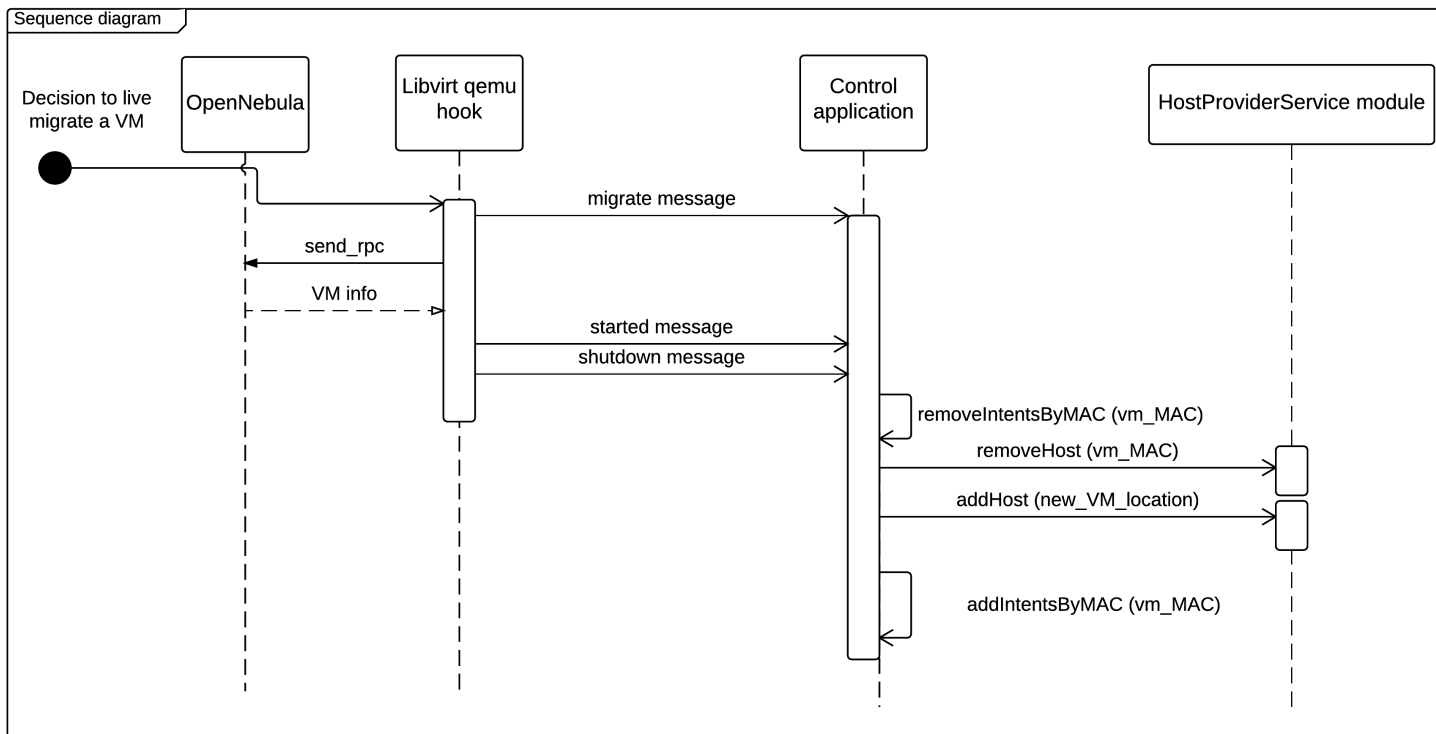 Sequence diagram
Decision to live
migrate a VM
OpenNebula
Libvirt qemu
hook
Control
application
HostProviderService module
migrate message
send_rpc
VM info
started message
shutdown message
removeIntentsByMAC (vm_MAC)
removeHost (vm_MAC)
addHost (new_VM_location)
addIntentsByMAC (vm_MAC)